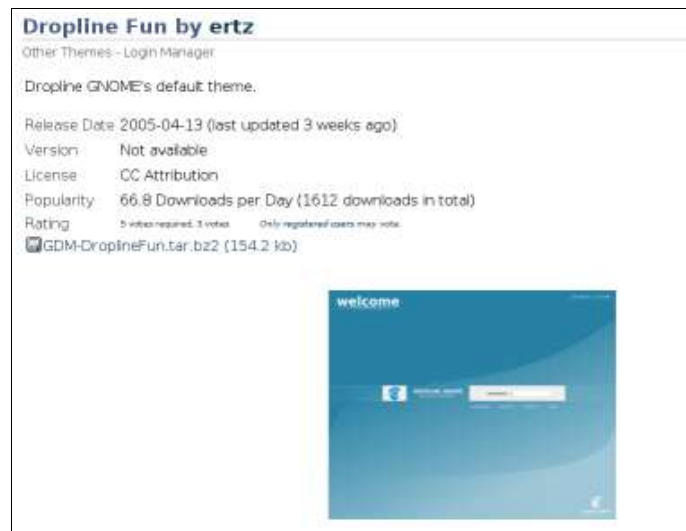 Dropline Fun by ertz
Other Themes - Login Manager
Dropline GNOME's default theme.
Release Date 2005-04-13 (last updated 3 weeks ago)
Version Not available
License CC Attribution
Popularity 66.8 Downloads per Day (1612 downloads in total)
Rating 5 votes required, 3 votes Only registered users may vote.
GDM-DroplineFun.tar.bz2 (154.2 kb)
welcome